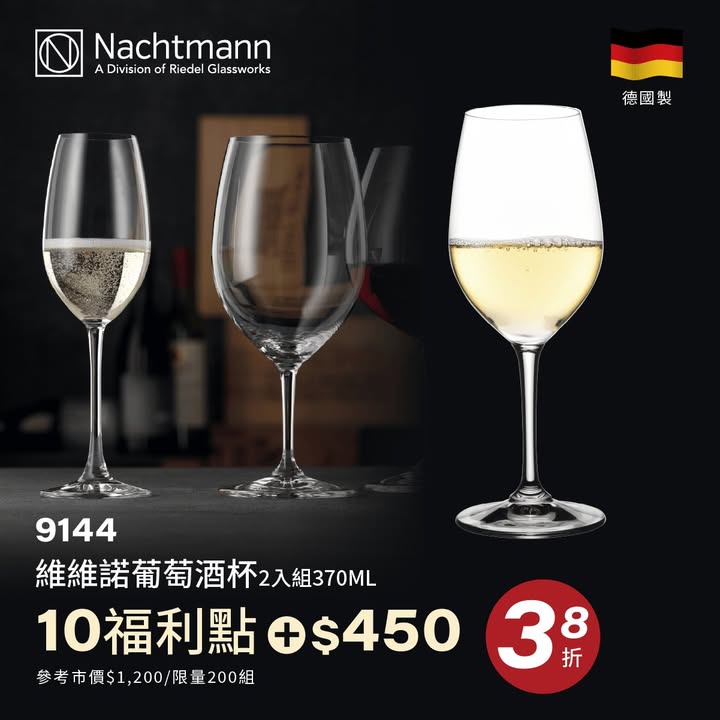 Nachtmann
A Division of Riedel Glassworks
德國製
9144
維維諾葡萄酒杯2入組370ML
10福利點+$450
38折
參考市價$1,200/限量200組